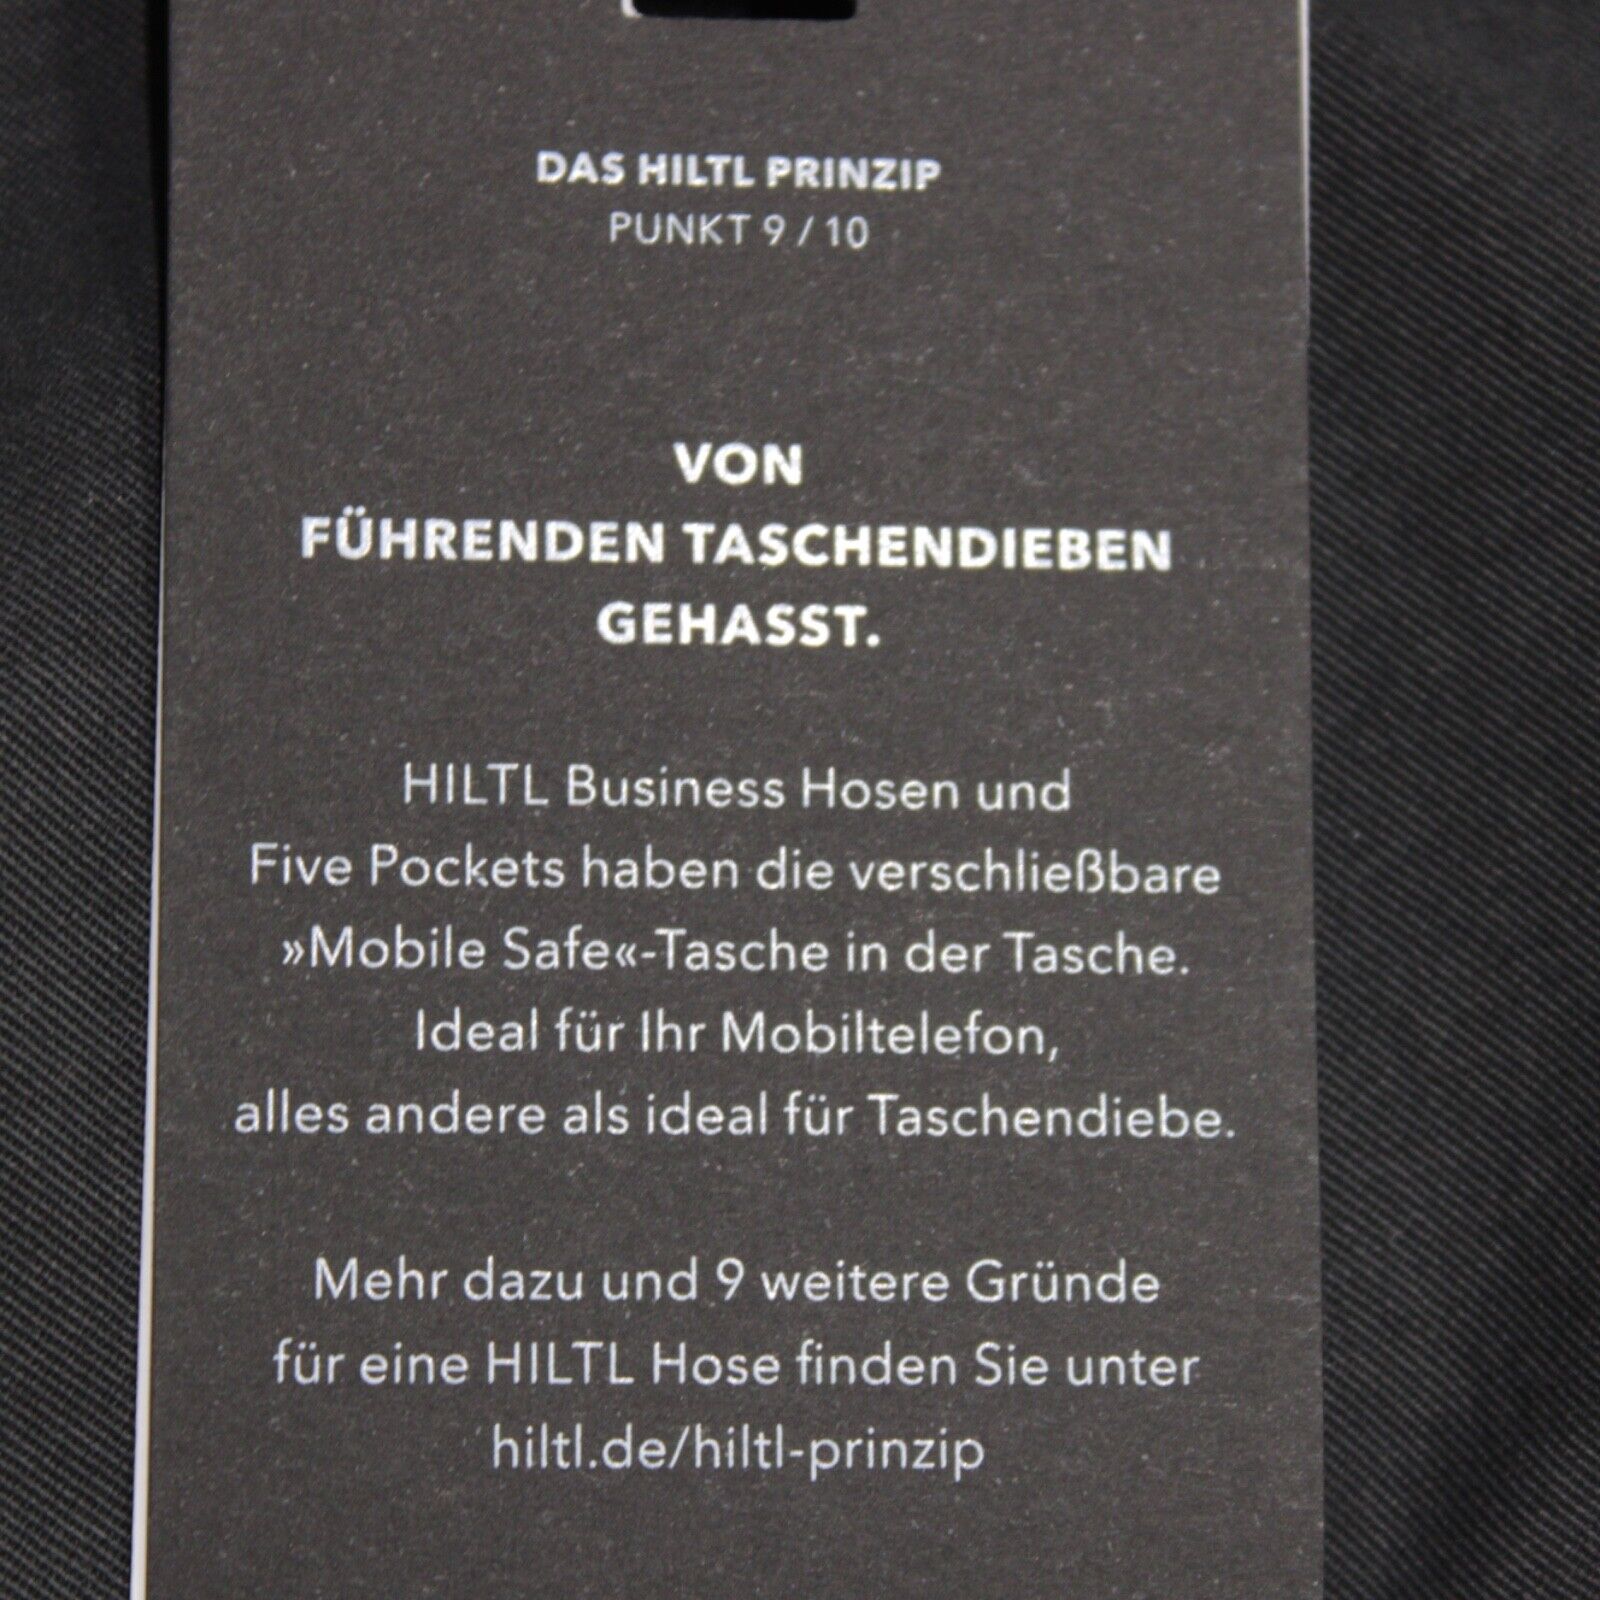 DAS HILTL PRINZIP
PUNKT 9 / 10
VON
FÜHRENDEN TASCHENDIEBEN
GEHASST.
HILTL Business Hosen und
Five Pockets haben die verschließbare
»Mobile Safe«-Tasche in der Tasche.
Ideal für Ihr Mobiltelefon,
alles andere als ideal für Taschendiebe.
Mehr dazu und 9 weitere Gründe
für eine HILTL Hose finden Sie unter
hiltl.de/hiltl-prinzip